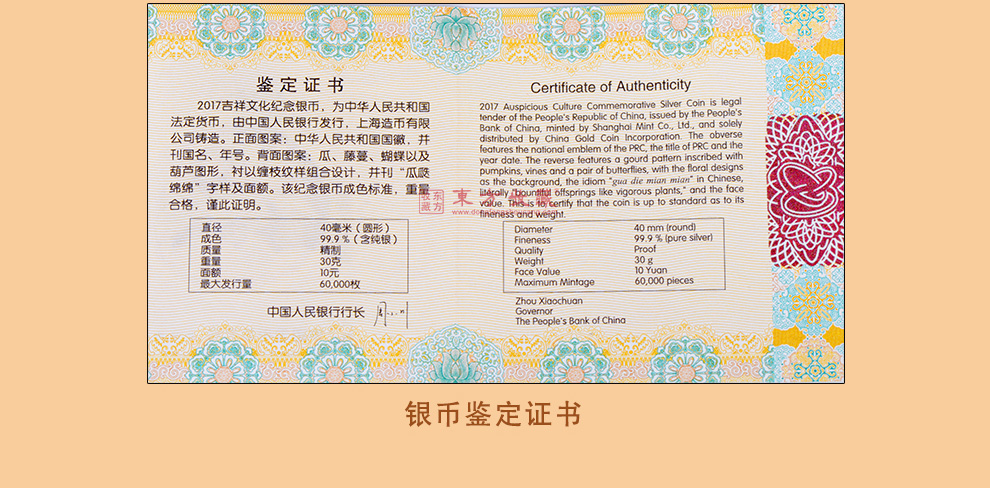 鉴定证书
2017吉祥文化纪念银币，为中华人民共和国
法定货币，由中国人民银行发行，上海造币有限
公司铸造。正面图案：中华人民共和国国徽，并
刊国名、年号。背面图案：瓜、藤蔓、蝴蝶以及
葫芦图形，衬以缠枝纹样组合设计，并刊“瓜瓞
绵绵”字样及面额。该纪念银币成色标准，重量
合格，谨此证明。
直径 40毫米（圆形）
成色 99.9％（含纯银）
质量 精制
重量 30克
面额 10元
最大发行量 60,000枚
中国人民银行行长
Certificate of Authenticity
2017 Auspicious Culture Commemorative Silver Coin is legal
tender of the People's Republic of China, issued by the People's
Bank of China, minted by Shanghai Mint Co., Ltd., and solely
distributed by China Gold Coin Incorporation. The obverse
features the national emblem of the PRC, the title of PRC and the
year date. The reverse features a gourd pattern inscribed with
pumpkins, vines and a pair of butterflies, with the floral designs
as the background, the idiom "gua die mian mian" in Chinese,
literally "bountiful offsprings like vigorous plants," and the face
value. This is to certify that the coin is up to standard as to its
fineness and weight.
Diameter 40 mm (round)
Fineness 99.9 % (pure silver)
Quality Proof
Weight 30 g
Face Value 10 Yuan
Maximum Mintage 60,000 pieces
Zhou Xiaochuan
Governor
The People's Bank of China
银币鉴定证书